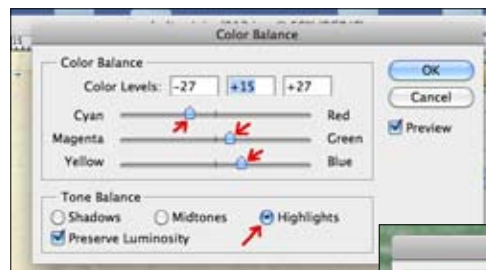 Color Balance
Color Balance
Color Levels: -27 +15 +27
Cyan Red
Magenta Green
Yellow Blue
Tone Balance
Shadows Midtones Highlights
Preserve Luminosity
OK
Cancel
Preview